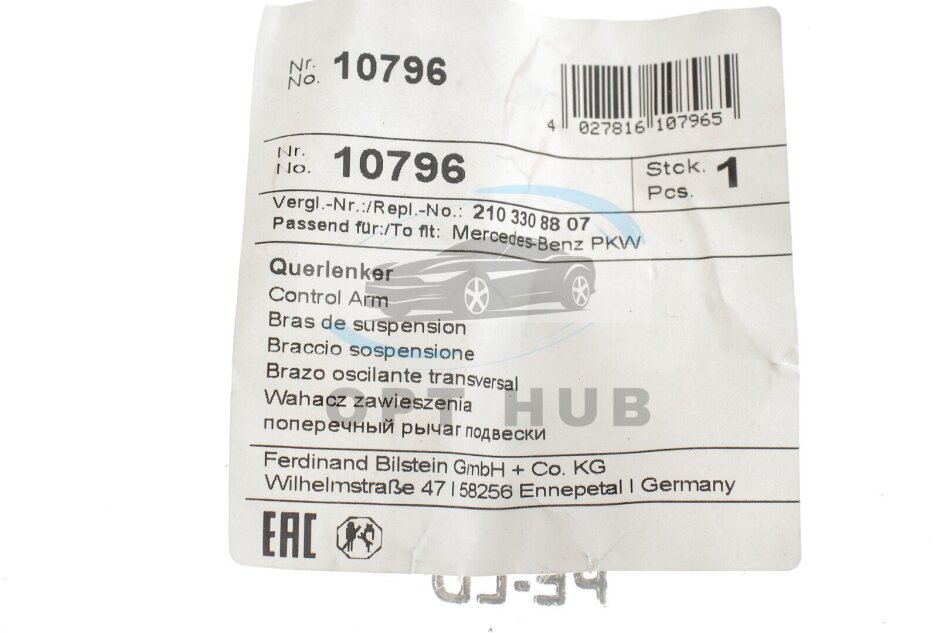 Nr.
No. 10796
4 027816 107965
Nr.
No. 10796
Stck.
Pcs. 1
Vergl.-Nr.:/Repl.-No.: 210 330 88 07
Passend für:/To fit: Mercedes-Benz PKW
Querlenker
Control Arm
Bras de suspension
Braccio sospensione
Brazo oscilante transversal
Wahacz zawieszenia
OPT HUB
поперечный рычаг подвески
Ferdinand Bilstein GmbH + Co. KG
Wilhelmstraße 47 | 58256 Ennepetal | Germany
EAC